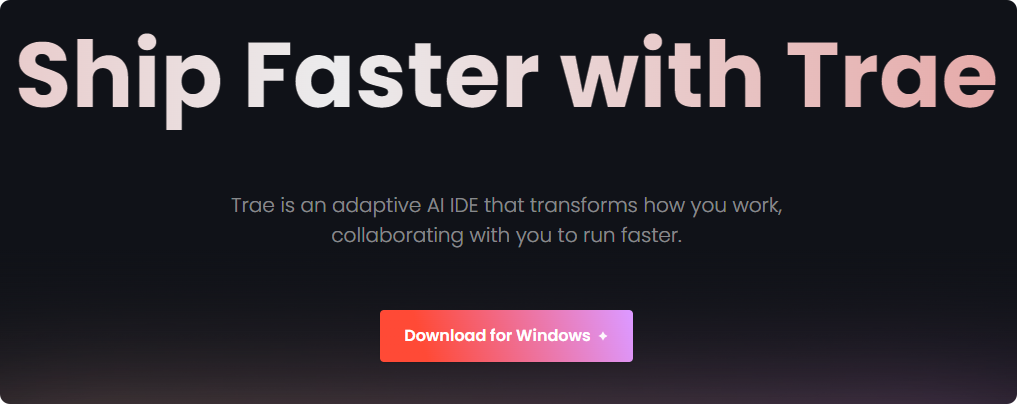 Ship Faster with Trae
Trae is an adaptive AI IDE that transforms how you work,
collaborating with you to run faster.
Download for Windows